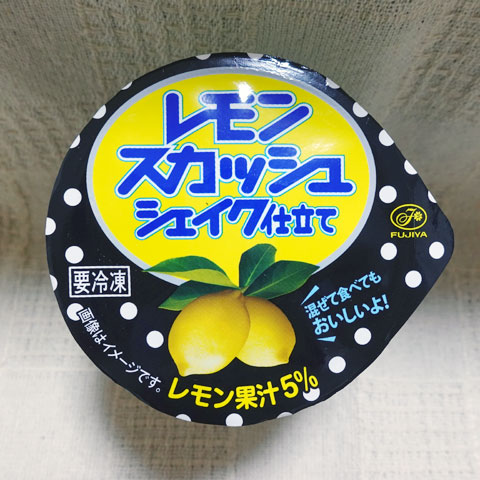 レモン
スカッシュ
シェイク仕立て
FUJIYA
要冷凍
混ぜて食べても
おいしいよ!
画像はイメージです。
レモン果汁5%